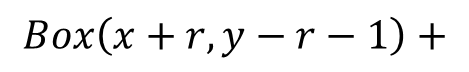 Box(x + r, y − r − 1) +